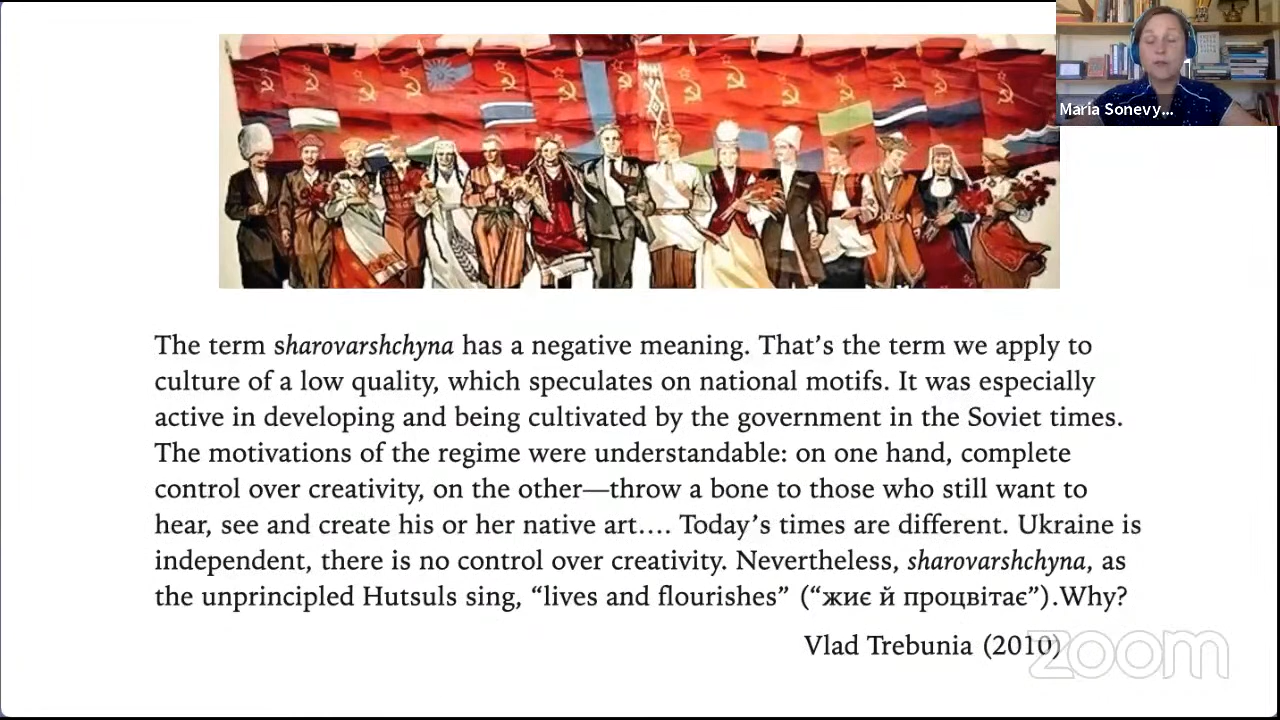 Maria Sonevy...
The term sharovarshchyna has a negative meaning. That’s the term we apply to
culture of a low quality, which speculates on national motifs. It was especially
active in developing and being cultivated by the government in the Soviet times.
The motivations of the regime were understandable: on one hand, complete
control over creativity, on the other—throw a bone to those who still want to
hear, see and create his or her native art…. Today’s times are different. Ukraine is
independent, there is no control over creativity. Nevertheless, sharovarshchyna, as
the unprincipled Hutsuls sing, “lives and flourishes” (“жиє й процвітає”).Why?
Vlad Trebunia (2010)
zoom